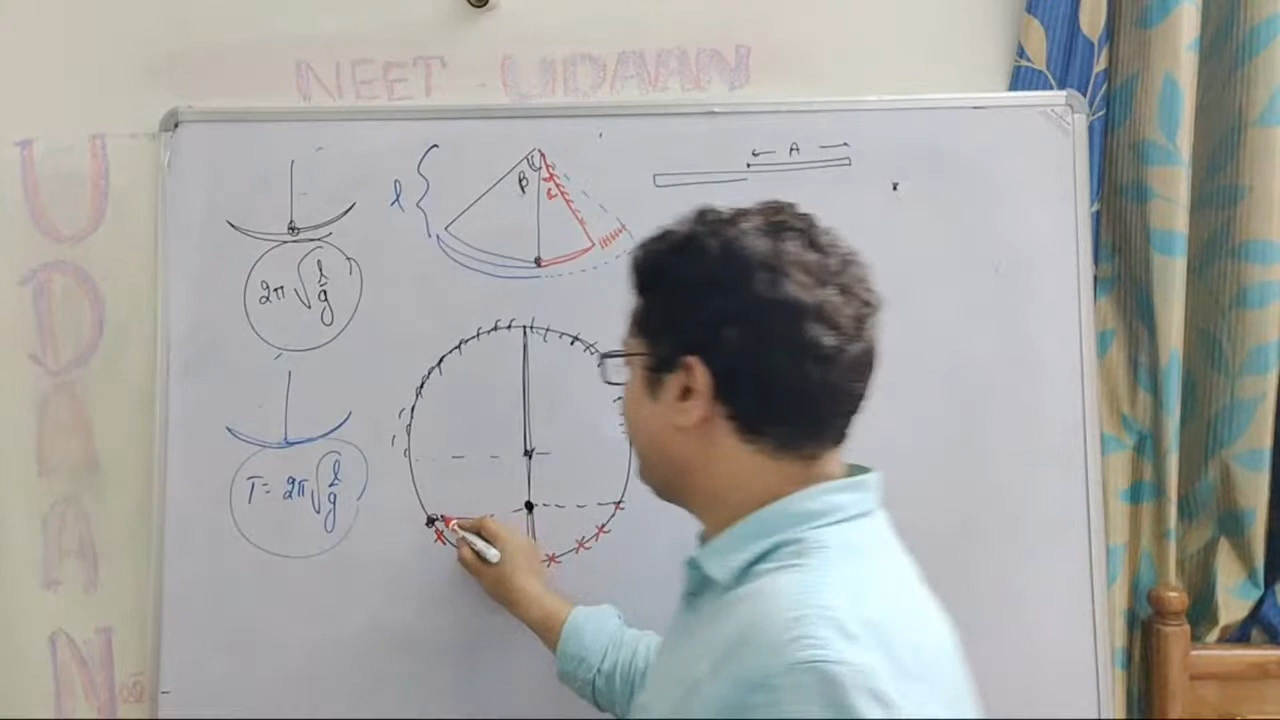 NEET UDAAN
UDAAN
l
β
α
A
2π√l/g
T = 2π√l/g